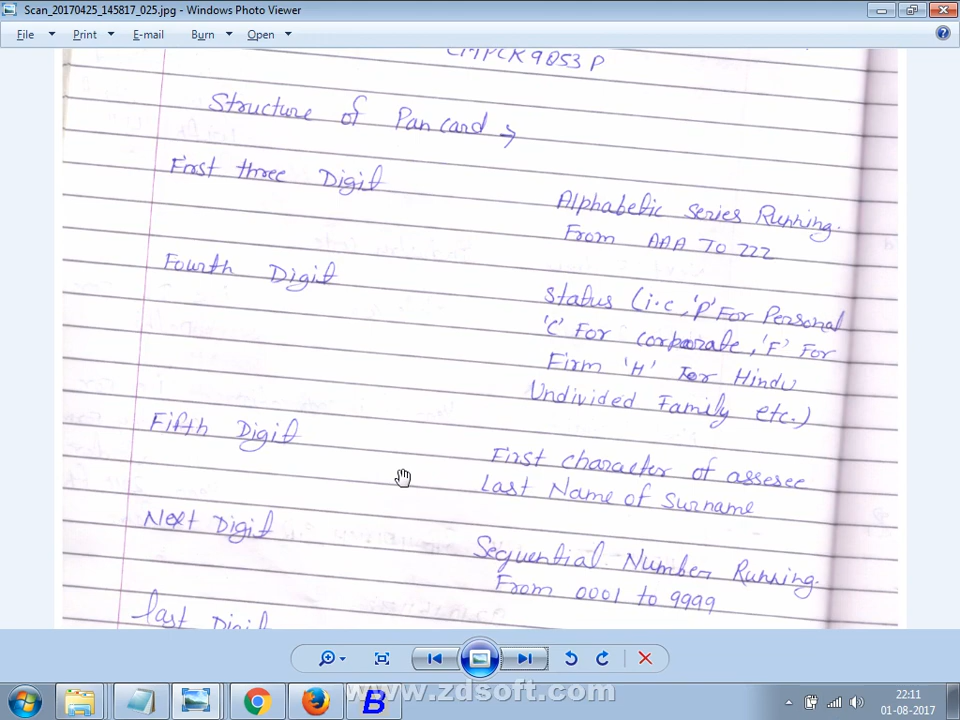 Scan_20170425_145817_025.jpg - Windows Photo Viewer
File Print E-mail Burn Open
CMPCK9053P
Structure of Pan card →
First three Digit
Alphabetic series Running.
From AAA TO ZZZ
Fourth Digit
Status (i.c, 'P' For Personal
'C' For corporate, 'F' For
Firm 'H' For Hindu
Undivided Family etc.)
Fifth Digit
First character of assesee
Last Name of Surname
Next Digit
Sequential Number Running.
From 0001 to 9999
last Digit
www.zdsoft.com
22:11
01-08-2017